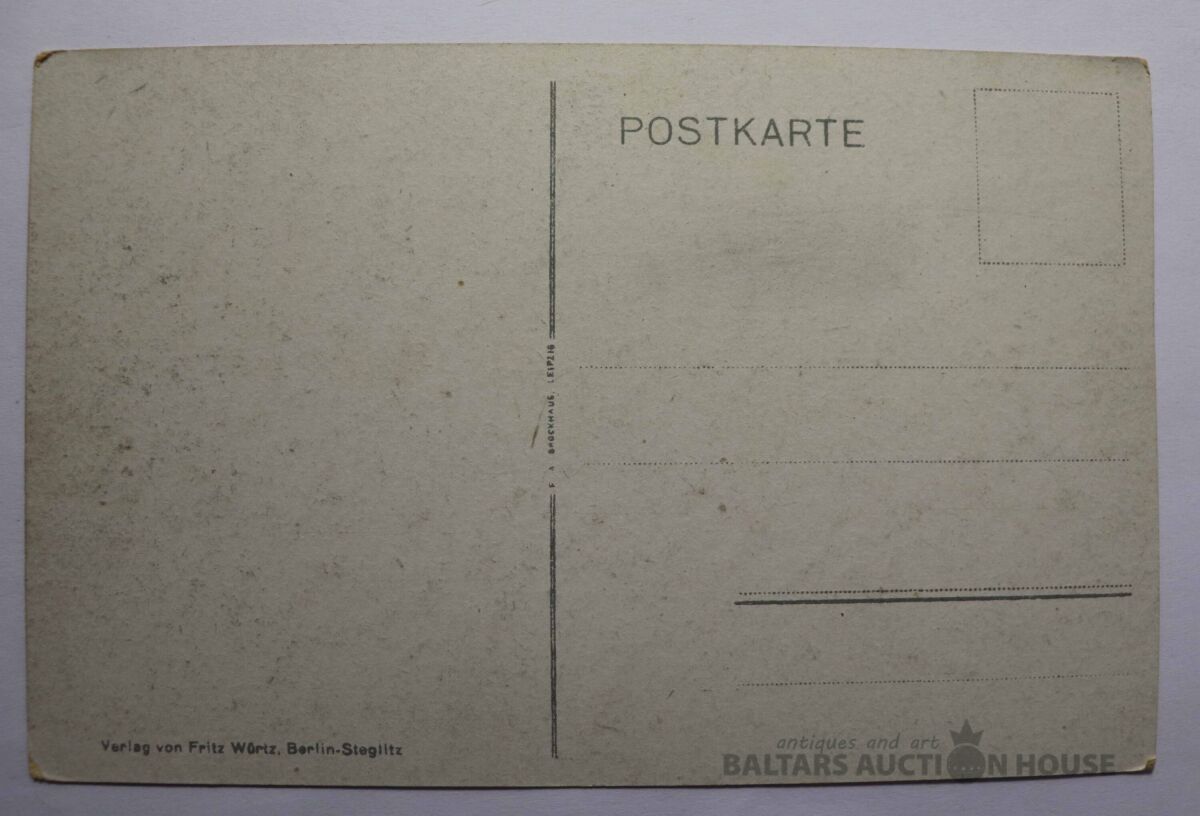 POSTKARTE
F. A. BROCKHAUS, LEIPZIG
Verlag von Fritz Würtz, Berlin-Steglitz
antiques and art
BALTARS AUCTION HOUSE